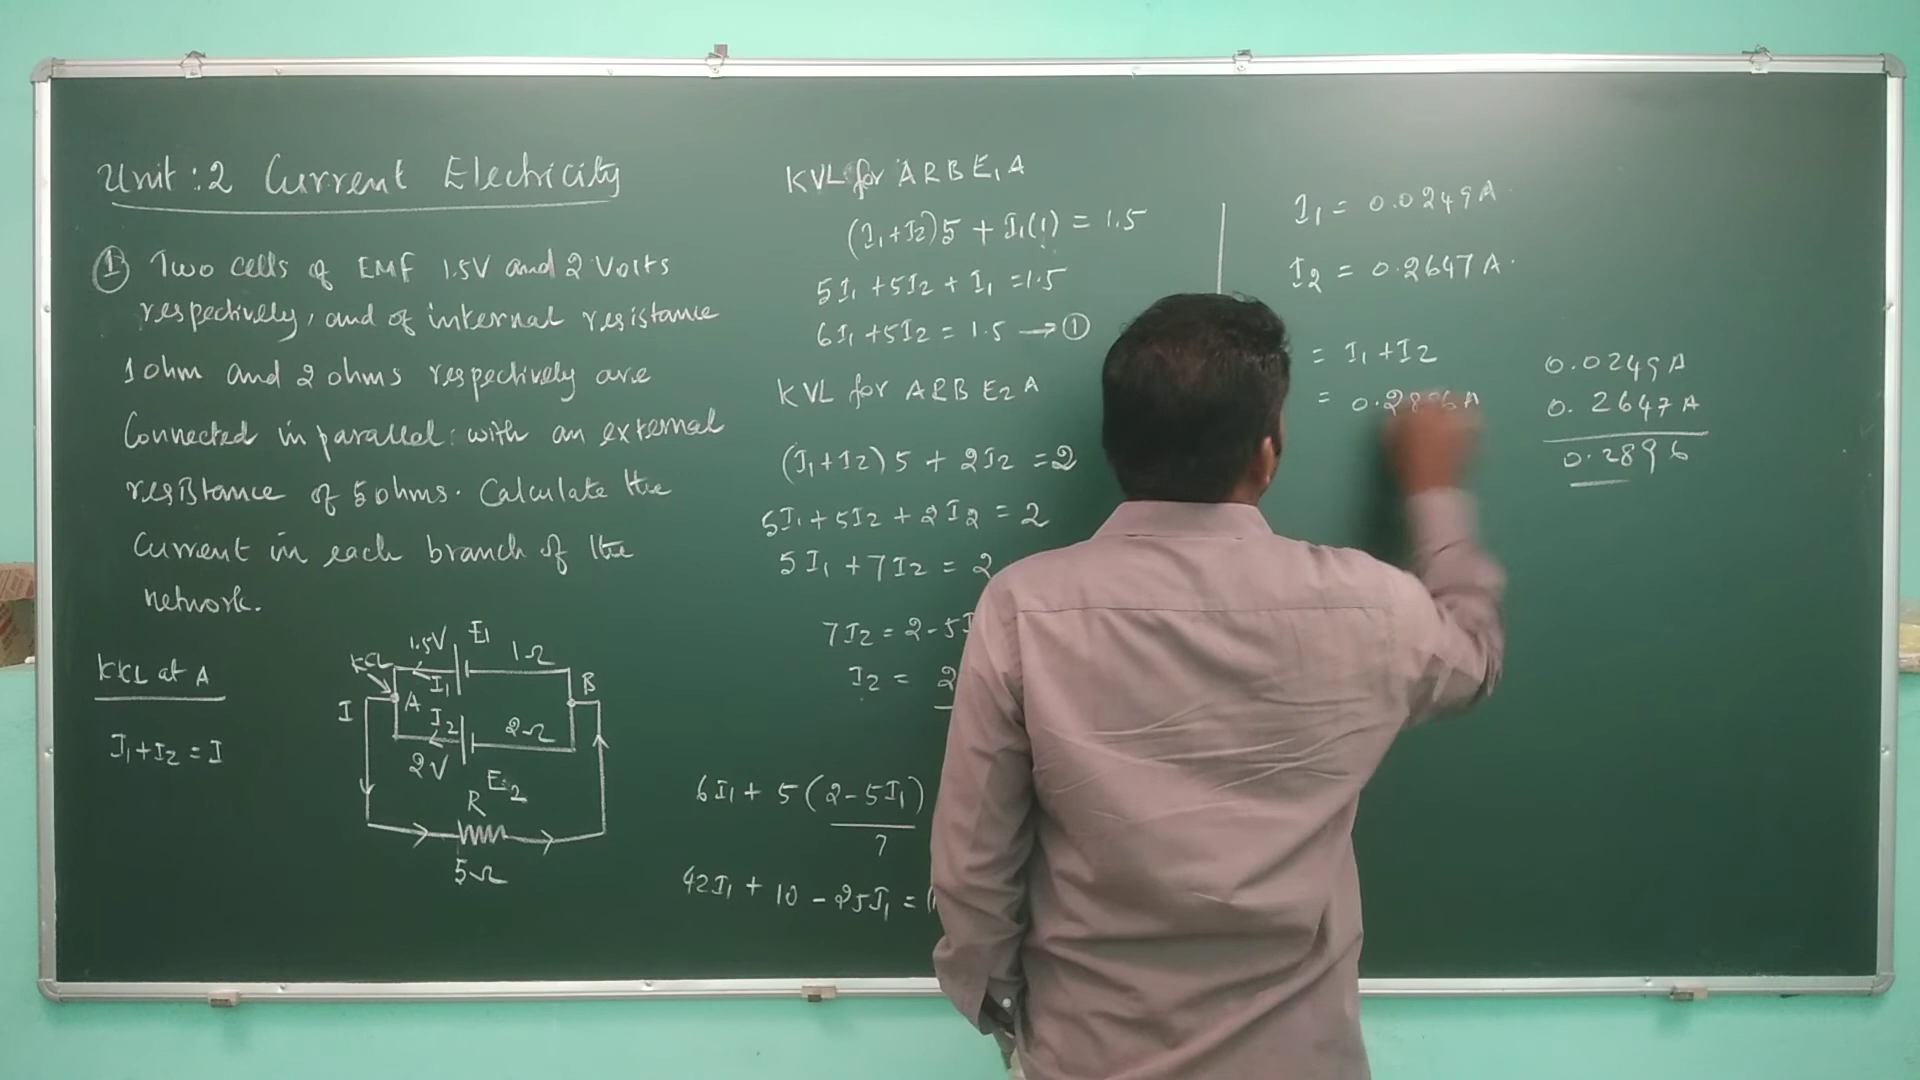 Unit : 2 Current Electricity
① Two cells of EMF 1.5V and 2 Volts
respectively, and of internal resistance
1 ohm and 2 ohms respectively are
Connected in parallel with an external
resistance of 5 ohms. Calculate the
Current in each branch of the
network.
KKL at A
I₁+I₂ = I
KCL
1.5V
E₁
1Ω
I₁
A
B
I
I₂
2Ω
2V
E₂
R
5Ω
KVL for ARBE₁A
(I₁+I₂)5 + I₁(1) = 1.5
5I₁ + 5I₂ + I₁ = 1.5
6I₁ + 5I₂ = 1.5 → ①
KVL for ARBE₂A
(I₁+I₂) 5 + 2I₂ = 2
5I₁ + 5I₂ + 2I₂ = 2
5I₁ + 7I₂ = 2
7I₂ = 2 - 5I
I₂ = 2
6I₁ + 5 (2 - 5I₁)
7
42I₁ + 10 - 25I₁ =
I₁ = 0.0249A
I₂ = 0.2647A.
= I₁ + I₂
= 0.2896A
0.0249A
0.2647A
0.2896